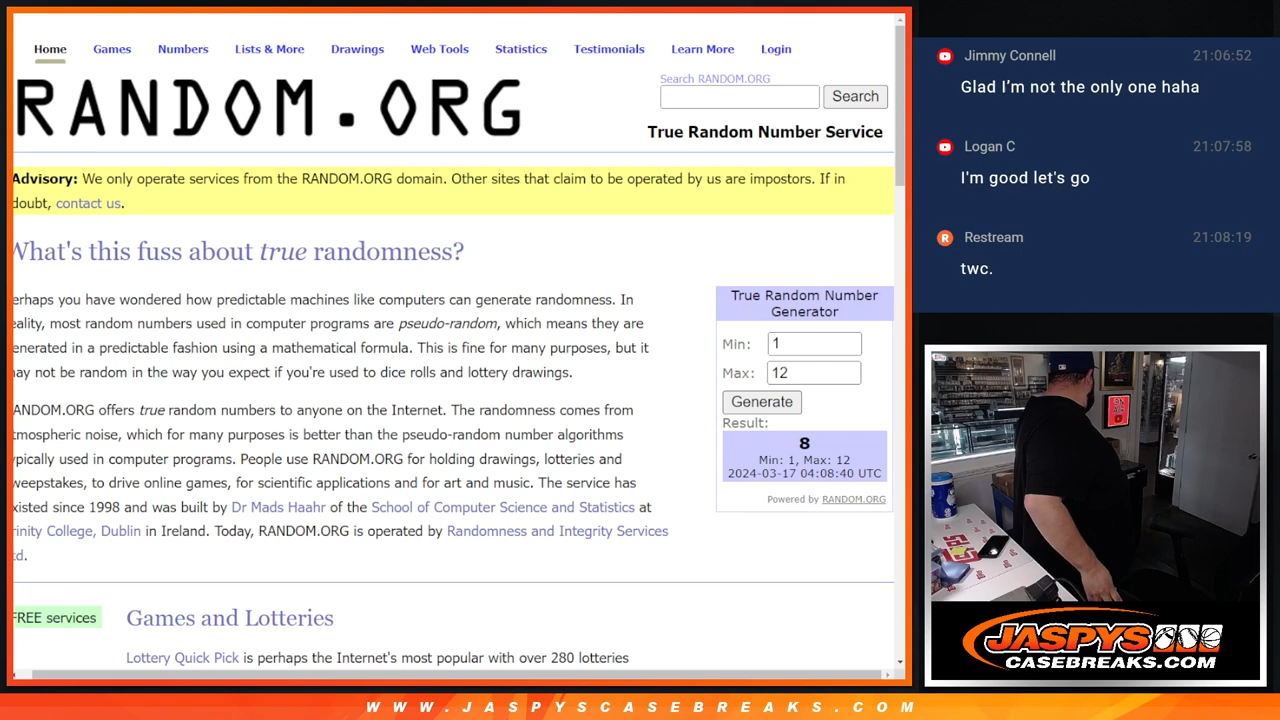 Home Games Numbers Lists & More Drawings Web Tools Statistics Testimonials Learn More Login
Search RANDOM.ORG
RANDOM.ORG
Search
True Random Number Service
Advisory: We only operate services from the RANDOM.ORG domain. Other sites that claim to be operated by us are impostors. If in
doubt, contact us.
What's this fuss about true randomness?
erhaps you have wondered how predictable machines like computers can generate randomness. In
eality, most random numbers used in computer programs are pseudo-random, which means they are
enerated in a predictable fashion using a mathematical formula. This is fine for many purposes, but it
may not be random in the way you expect if you're used to dice rolls and lottery drawings.
RANDOM.ORG offers true random numbers to anyone on the Internet. The randomness comes from
tmospheric noise, which for many purposes is better than the pseudo-random number algorithms
ypically used in computer programs. People use RANDOM.ORG for holding drawings, lotteries and
weepstakes, to drive online games, for scientific applications and for art and music. The service has
xisted since 1998 and was built by Dr Mads Haahr of the School of Computer Science and Statistics at
rinity College, Dublin in Ireland. Today, RANDOM.ORG is operated by Randomness and Integrity Services
td.
True Random Number
Generator
Min: 1
Max: 12
Generate
Result:
8
Min: 1, Max: 12
2024-03-17 04:08:40 UTC
Powered by RANDOM.ORG
FREE services
Games and Lotteries
Lottery Quick Pick is perhaps the Internet's most popular with over 280 lotteries
Jimmy Connell 21:06:52
Glad I'm not the only one haha
Logan C 21:07:58
I'm good let's go
Restream 21:08:19
twc.
ON
AIR
JASPYS
CASEBREAKS.COM
WWW.JASPYSCASEBREAKS.COM